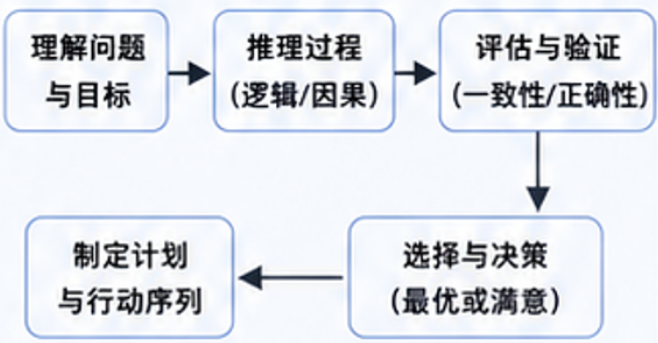 理解问题
与目标
推理过程
(逻辑/因果)
评估与验证
(一致性/正确性)
选择与决策
(最优或满意)
制定计划
与行动序列